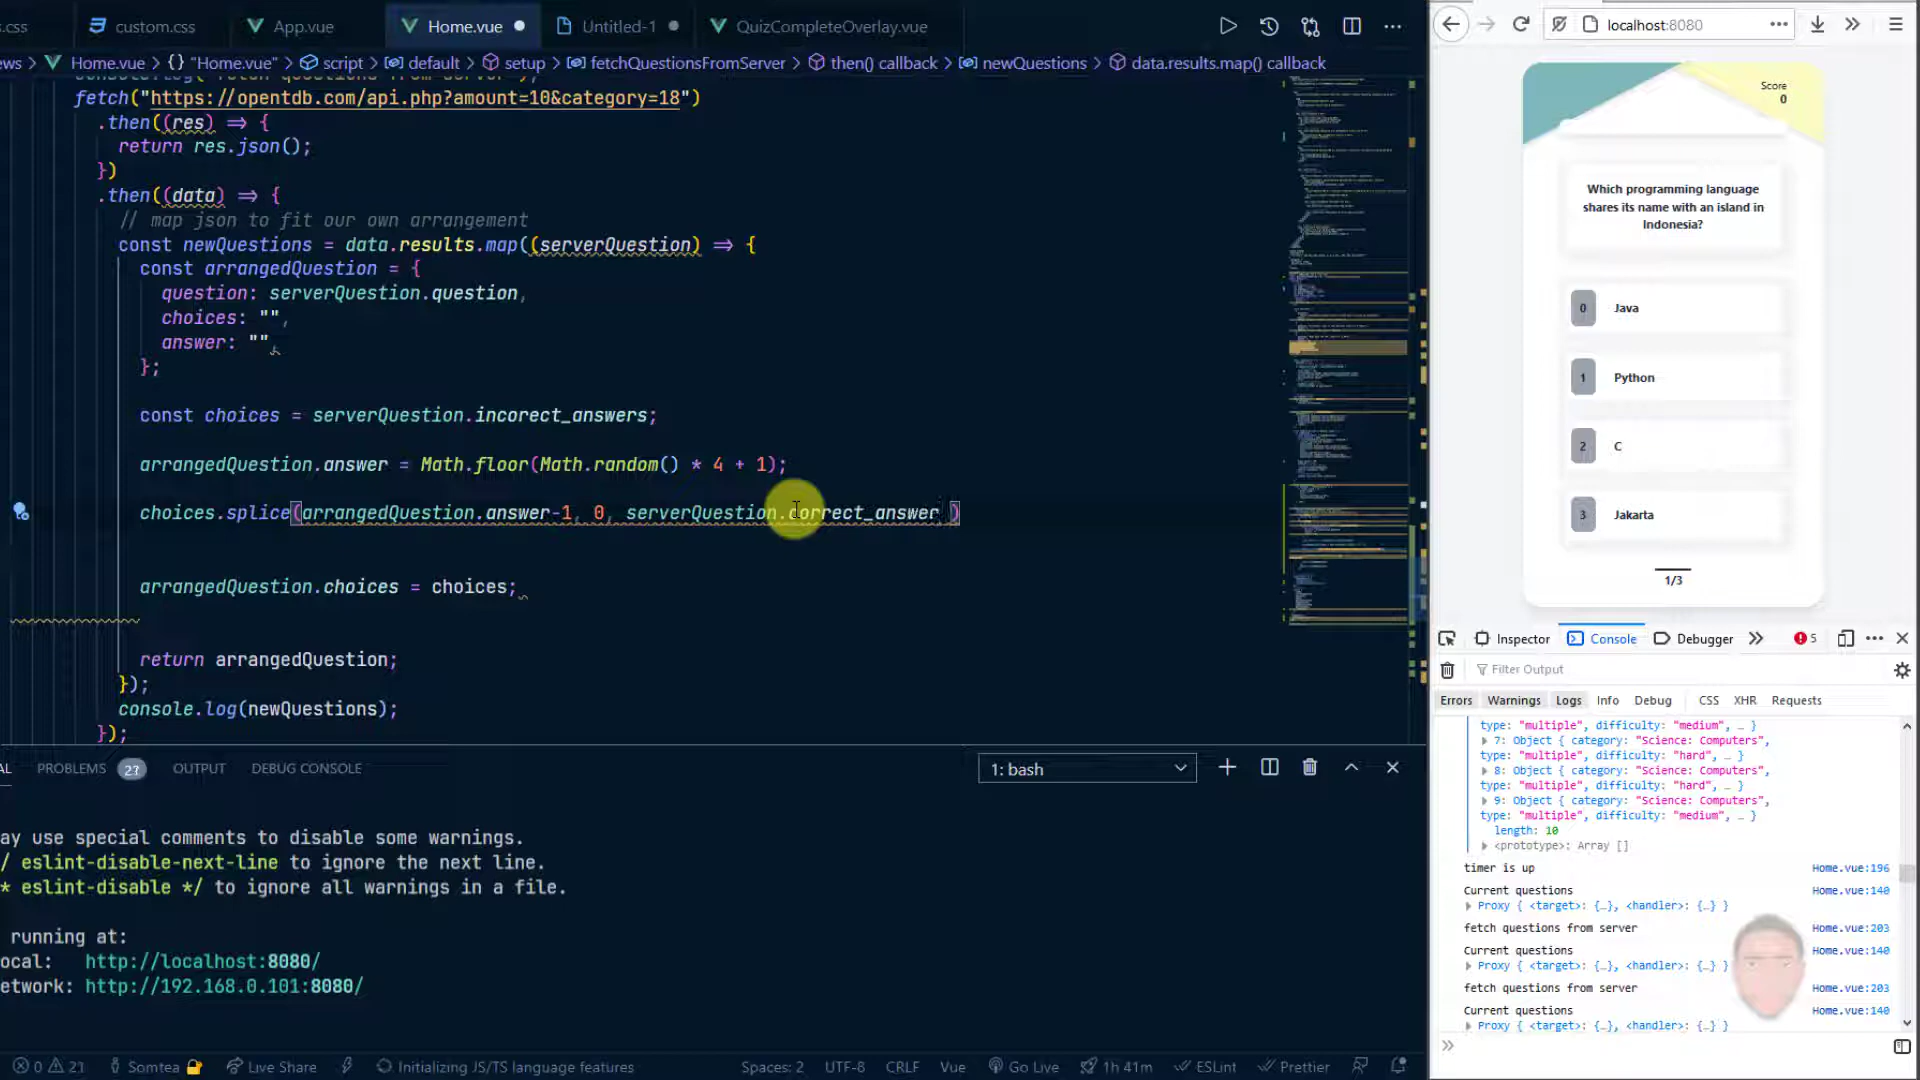 .css
custom.css
App.vue
Home.vue
Untitled-1
QuizCompleteOverlay.vue
ews > Home.vue > {} "Home.vue" > script > default > setup > fetchQuestionsFromServer > then() callback > newQuestions > data.results.map() callback
fetch("https://opentdb.com/api.php?amount=10&category=18")
.then((res) => {
return res.json();
})
.then((data) => {
// map json to fit our own arrangement
const newQuestions = data.results.map((serverQuestion) => {
const arrangedQuestion = {
question: serverQuestion.question,
choices: "",
answer: "",
};
const choices = serverQuestion.incorect_answers;
arrangedQuestion.answer = Math.floor(Math.random() * 4 + 1);
choices.splice(arrangedQuestion.answer-1, 0, serverQuestion.correct_answer )
arrangedQuestion.choices = choices;
return arrangedQuestion;
});
console.log(newQuestions);
});
AL
PROBLEMS
OUTPUT
DEBUG CONSOLE
1: bash
ay use special comments to disable some warnings.
/ eslint-disable-next-line to ignore the next line.
* eslint-disable */ to ignore all warnings in a file.
running at:
ocal: http://localhost:8080/
etwork: http://192.168.0.101:8080/
0
21
Somtea
Live Share
Initializing JS/TS language features
Spaces: 2
UTF-8
CRLF
Vue
Go Live
1h 41m
ESLint
Prettier
localhost:8080
Score
0
Which programming language
shares its name with an island in
Indonesia?
0 Java
1 Python
2 C
3 Jakarta
1/3
Inspector
Console
Debugger
5
Filter Output
Errors
Warnings
Logs
Info
Debug
CSS
XHR
Requests
type: "multiple", difficulty: "medium", … }
7: Object { category: "Science: Computers",
type: "multiple", difficulty: "hard", … }
8: Object { category: "Science: Computers",
type: "multiple", difficulty: "hard", … }
9: Object { category: "Science: Computers",
type: "multiple", difficulty: "medium", … }
length: 10
<prototype>: Array []
timer is up Home.vue:196
Current questions Home.vue:140
Proxy { <target>: {…}, <handler>: {…} }
fetch questions from server Home.vue:203
Current questions Home.vue:140
Proxy { <target>: {…}, <handler>: {…} }
fetch questions from server Home.vue:203
Current questions Home.vue:140
Proxy { <target>: {…}, <handler>: {…} }